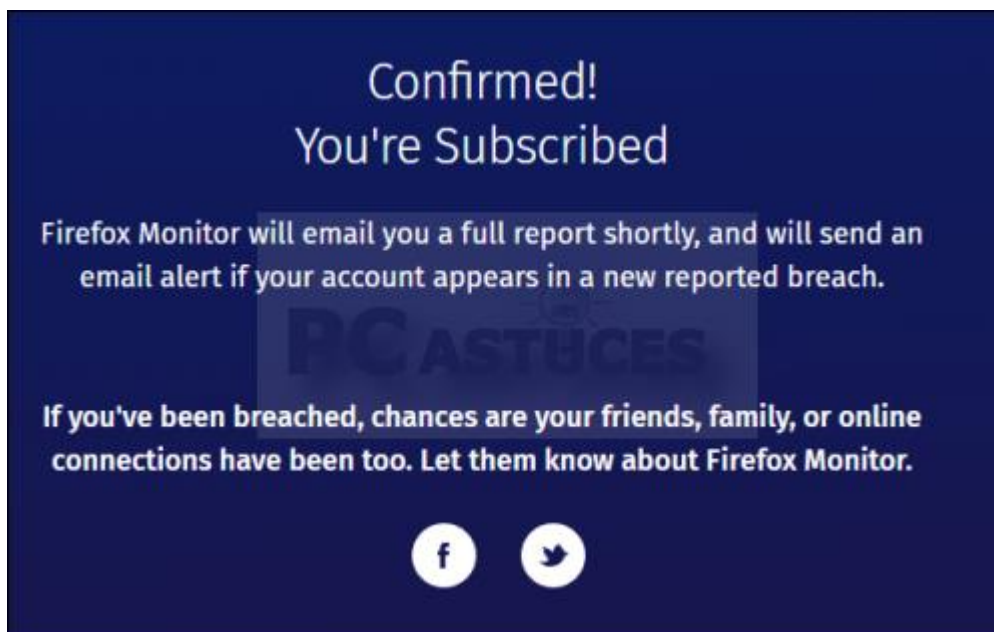 Confirmed!
You're Subscribed
Firefox Monitor will email you a full report shortly, and will send an
email alert if your account appears in a new reported breach.
PC ASTUCES
If you've been breached, chances are your friends, family, or online
connections have been too. Let them know about Firefox Monitor.